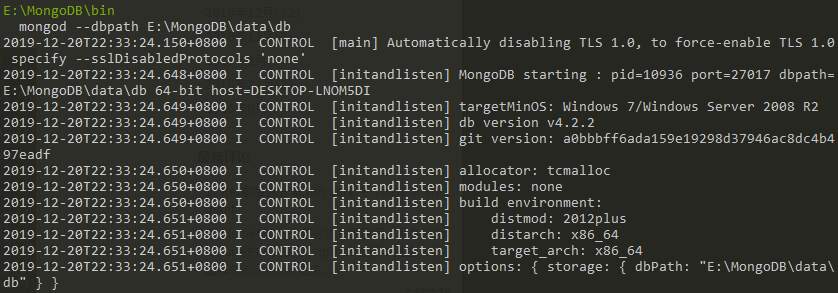 E:\MongoDB\bin
mongod --dbpath E:\MongoDB\data\db
2019-12-20T22:33:24.150+0800 I  CONTROL  [main] Automatically disabling TLS 1.0, to force-enable TLS 1.0
specify --sslDisabledProtocols 'none'
2019-12-20T22:33:24.648+0800 I  CONTROL  [initandlisten] MongoDB starting : pid=10936 port=27017 dbpath=
E:\MongoDB\data\db 64-bit host=DESKTOP-LNOM5DI
2019-12-20T22:33:24.649+0800 I  CONTROL  [initandlisten] targetMinOS: Windows 7/Windows Server 2008 R2
2019-12-20T22:33:24.649+0800 I  CONTROL  [initandlisten] db version v4.2.2
2019-12-20T22:33:24.649+0800 I  CONTROL  [initandlisten] git version: a0bbbff6ada159e19298d37946ac8dc4b4
97eadf
2019-12-20T22:33:24.650+0800 I  CONTROL  [initandlisten] allocator: tcmalloc
2019-12-20T22:33:24.650+0800 I  CONTROL  [initandlisten] modules: none
2019-12-20T22:33:24.650+0800 I  CONTROL  [initandlisten] build environment:
2019-12-20T22:33:24.651+0800 I  CONTROL  [initandlisten]     distmod: 2012plus
2019-12-20T22:33:24.651+0800 I  CONTROL  [initandlisten]     distarch: x86_64
2019-12-20T22:33:24.651+0800 I  CONTROL  [initandlisten]     target_arch: x86_64
2019-12-20T22:33:24.651+0800 I  CONTROL  [initandlisten] options: { storage: { dbPath: "E:\MongoDB\data\
db" } }